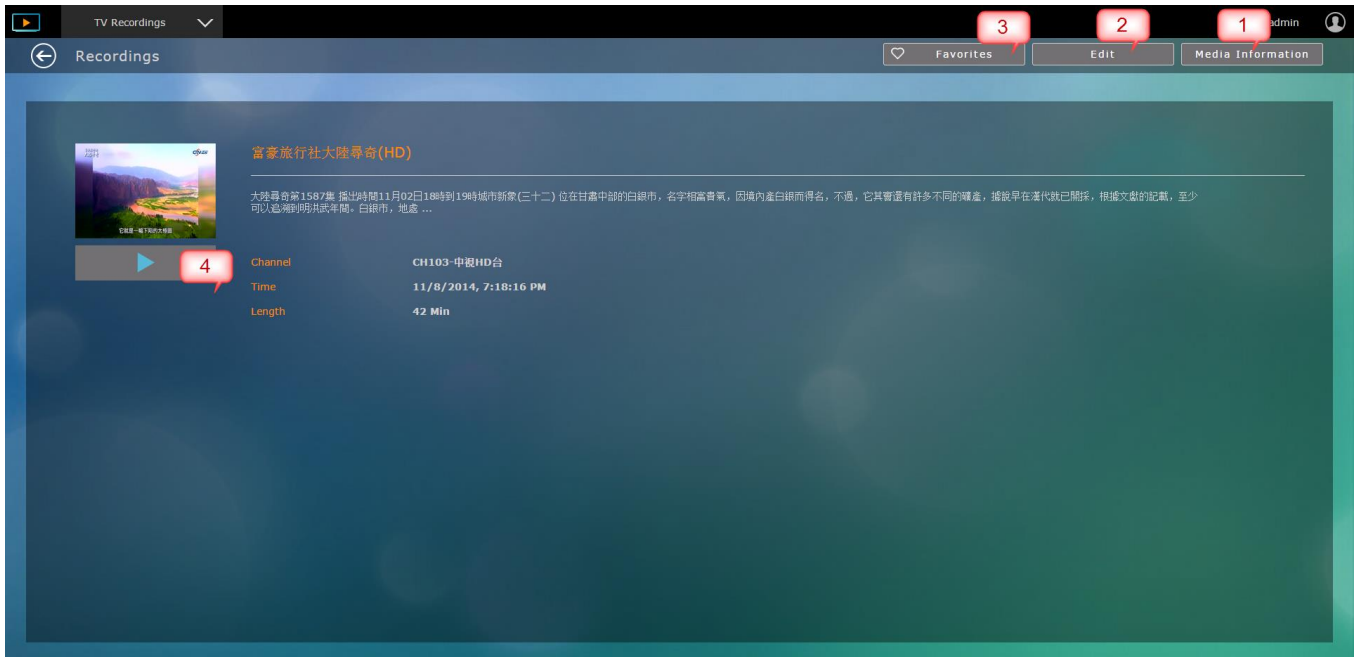 TV Recordings
admin
3
2
1
Recordings
Favorites
Edit
Media Information
富豪旅行社大陸尋奇(HD)
大陸尋奇第1587集 播出時間11月02日18時到19時城市新象(三十二) 位在甘肅中部的白銀市，名字相當貴氣，因境內產白銀而得名，不過，它其實還有許多不同的礦產，據說早在漢代就已開採，根據文獻的記載，至少
可以追溯到明洪武年間。白銀市，地處 ...
4
Channel
CH103-中視HD台
Time
11/8/2014, 7:18:16 PM
Length
42 Min